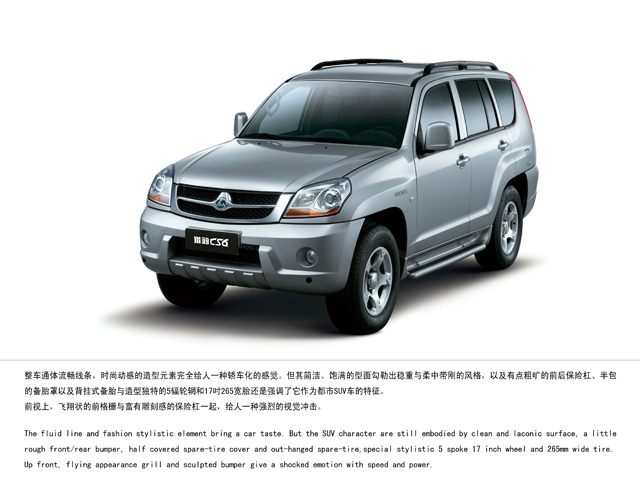 猎豹CS6
整车通体流畅线条，时尚动感的造型元素完全给人一种轿车化的感觉。但其简洁、饱满的型面勾勒出稳重与柔中带刚的风格，以及有点粗旷的前后保险杠、半包
的备胎罩以及背挂式备胎与造型独特的5辐轮辋和17吋265宽胎还是强调了它作为都市SUV车的特征。
前视上，飞翔状的前格栅与富有雕刻感的保险杠一起，给人一种强烈的视觉冲击。
The fluid line and fashion stylistic element bring a car taste. But the SUV character are still embodied by clean and laconic surface, a little
rough front/rear bumper, half covered spare-tire cover and out-hanged spare-tire,special stylistic 5 spoke 17 inch wheel and 265mm wide tire.
Up front, flying appearance grill and sculpted bumper give a shocked emotion with speed and power.